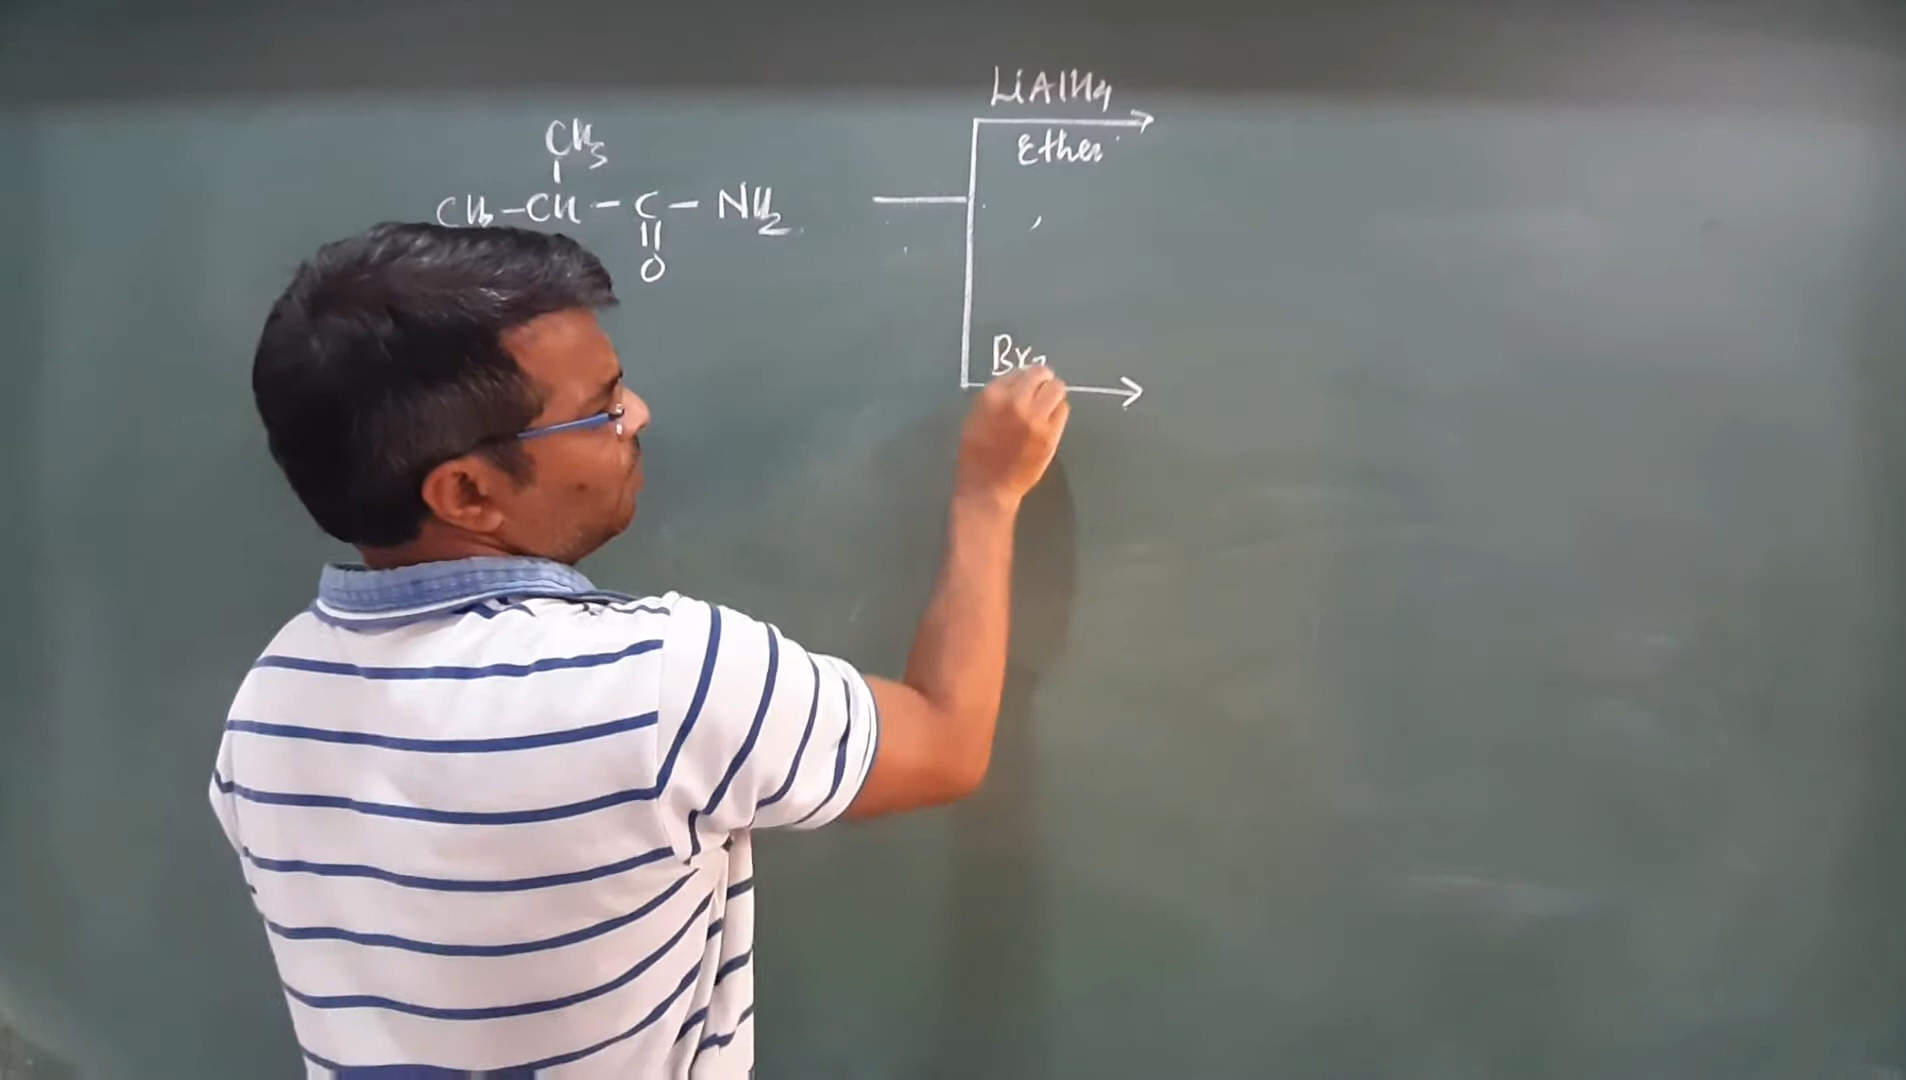 LiAlH4
Ether
CH3
CH3–CH–C–NH2
O
Br2